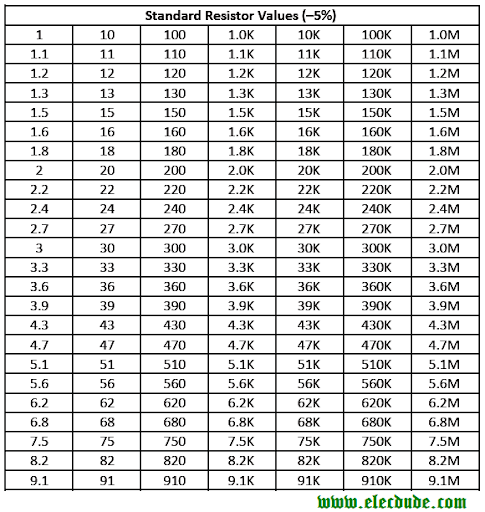 Standard Resistor Values (–5%)
1 10 100 1.0K 10K 100K 1.0M
1.1 11 110 1.1K 11K 110K 1.1M
1.2 12 120 1.2K 12K 120K 1.2M
1.3 13 130 1.3K 13K 130K 1.3M
1.5 15 150 1.5K 15K 150K 1.5M
1.6 16 160 1.6K 16K 160K 1.6M
1.8 18 180 1.8K 18K 180K 1.8M
2 20 200 2.0K 20K 200K 2.0M
2.2 22 220 2.2K 22K 220K 2.2M
2.4 24 240 2.4K 24K 240K 2.4M
2.7 27 270 2.7K 27K 270K 2.7M
3 30 300 3.0K 30K 300K 3.0M
3.3 33 330 3.3K 33K 330K 3.3M
3.6 36 360 3.6K 36K 360K 3.6M
3.9 39 390 3.9K 39K 390K 3.9M
4.3 43 430 4.3K 43K 430K 4.3M
4.7 47 470 4.7K 47K 470K 4.7M
5.1 51 510 5.1K 51K 510K 5.1M
5.6 56 560 5.6K 56K 560K 5.6M
6.2 62 620 6.2K 62K 620K 6.2M
6.8 68 680 6.8K 68K 680K 6.8M
7.5 75 750 7.5K 75K 750K 7.5M
8.2 82 820 8.2K 82K 820K 8.2M
9.1 91 910 9.1K 91K 910K 9.1M
www.elecdude.com